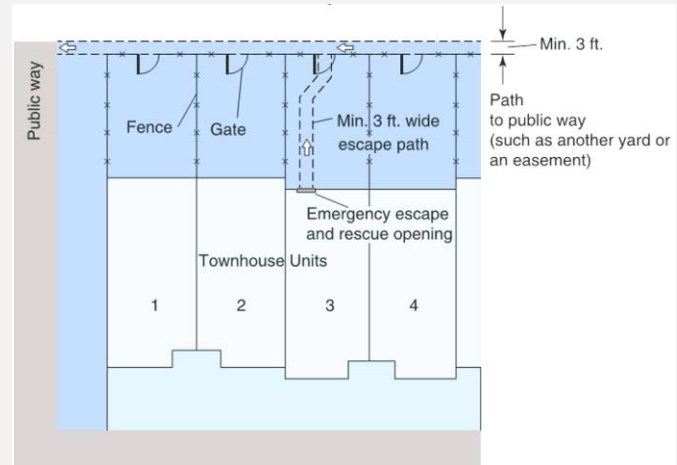 Min. 3 ft.
Path
to public way
(such as another yard or
an easement)
Public way
Fence
Gate
Min. 3 ft. wide
escape path
Emergency escape
and rescue opening
Townhouse Units
1
2
3
4